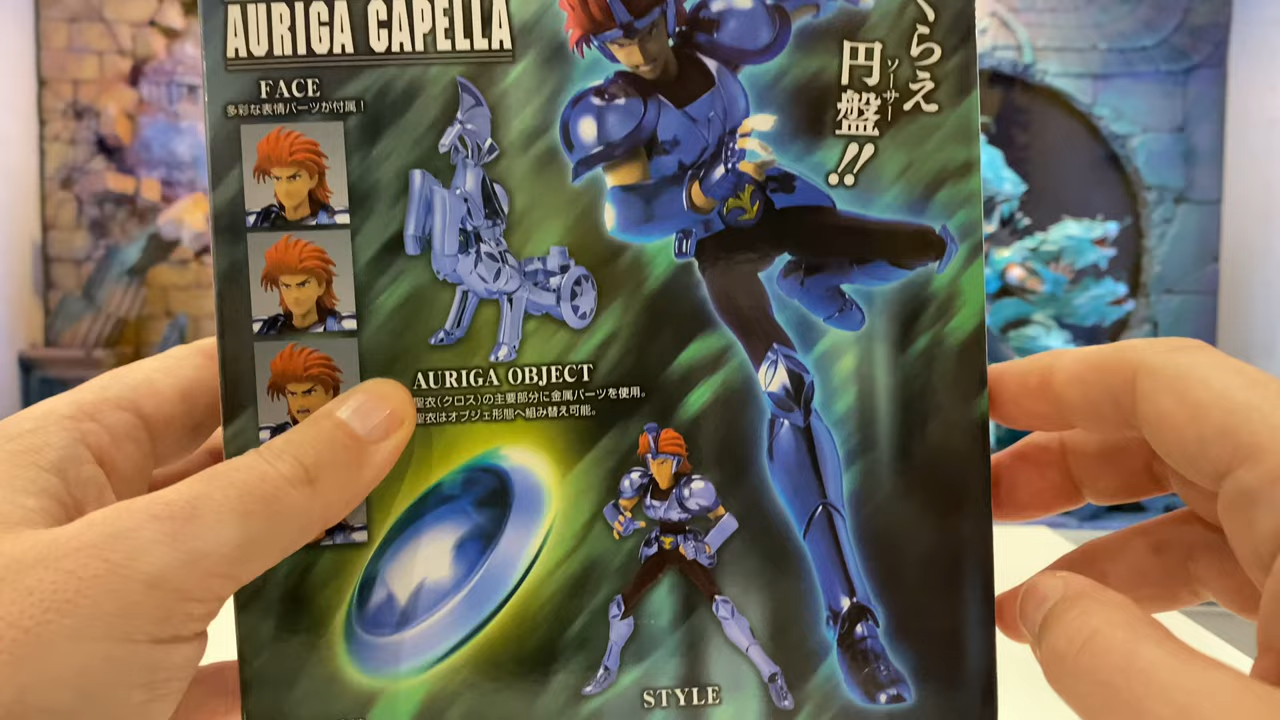 AURIGA CAPELLA
FACE
多彩な表情パーツが付属！
くらえ
円盤!!
ソーサー
AURIGA OBJECT
聖衣(クロス)の主要部分に金属パーツを使用。
聖衣はオブジェ形態へ組み替え可能。
STYLE